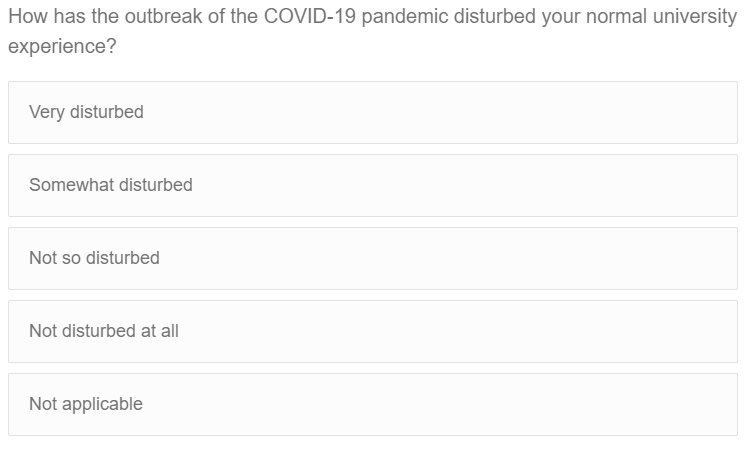 How has the outbreak of the COVID-19 pandemic disturbed your normal university
experience?
Very disturbed
Somewhat disturbed
Not so disturbed
Not disturbed at all
Not applicable